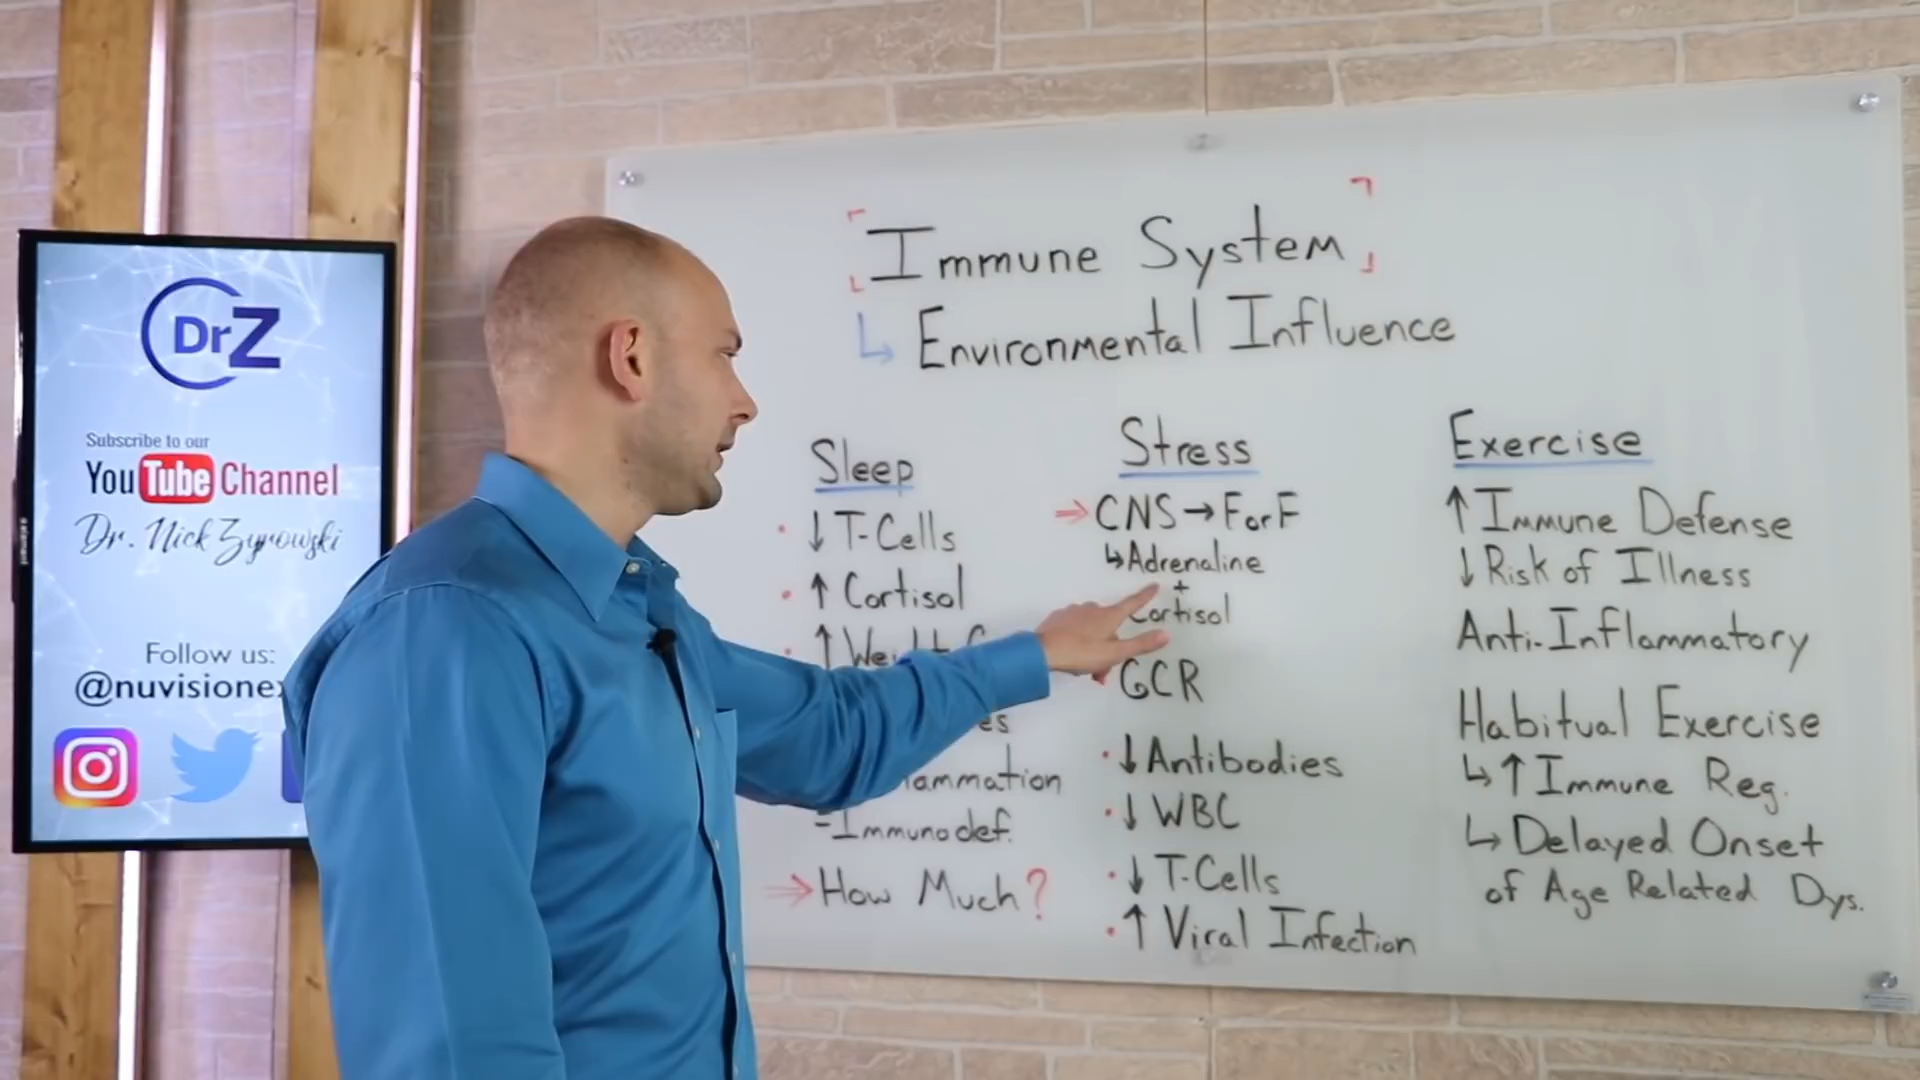 DrZ
Subscribe to our
YouTube Channel
Dr. Nick Zyrowski
Follow us:
@nuvisionex
Immune System
↳ Environmental Influence
Sleep
• ↓ T-Cells
• ↑ Cortisol
• ↑
es
ammation
- Immunodef.
→ How Much?
Stress
→ CNS → ForF
↳ Adrenaline
+
Cortisol
GCR
• ↓ Antibodies
• ↓ WBC
• ↓ T-Cells
• ↑ Viral Infection
Exercise
↑ Immune Defense
↓ Risk of Illness
Anti-Inflammatory
Habitual Exercise
↳ ↑ Immune Reg.
↳ Delayed Onset
of Age Related Dys.